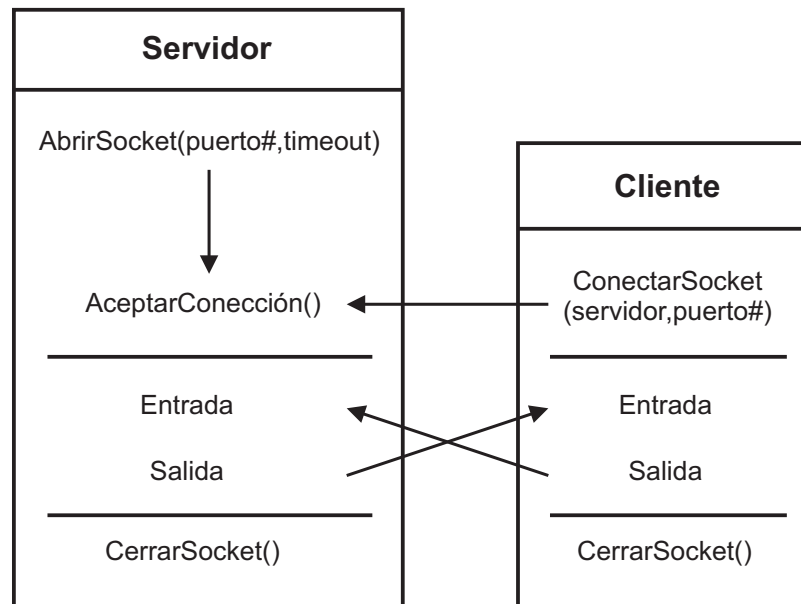 Servidor
AbrirSocket(puerto#,timeout)
AceptarConección()
Entrada
Salida
CerrarSocket()
Cliente
ConectarSocket
(servidor,puerto#)
Entrada
Salida
CerrarSocket()